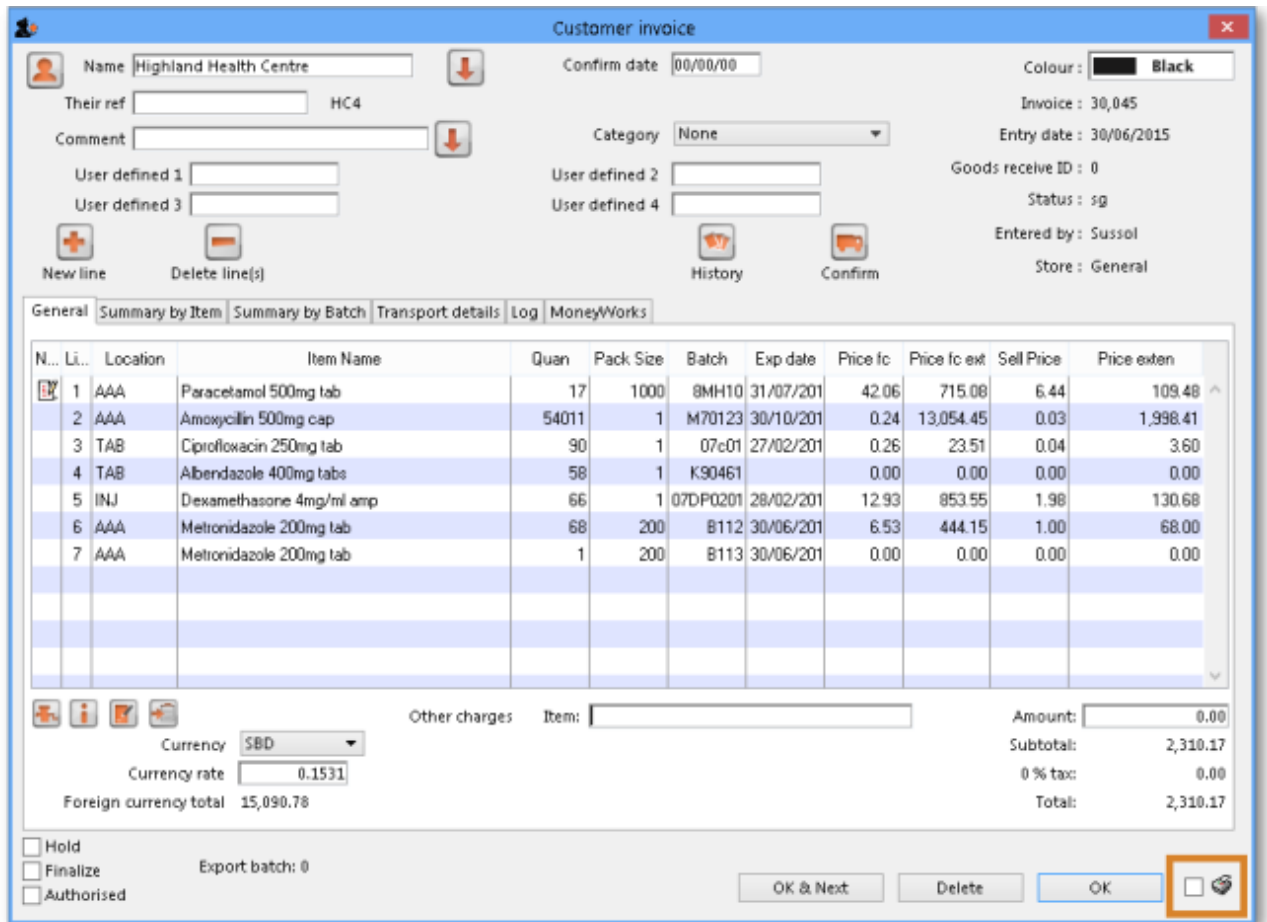 Customer invoice
Name Highland Health Centre Confirm date 00/00/00 Colour : Black
Their ref HC4 Invoice : 30,045
Comment Category None Entry date : 30/06/2015
Goods receive ID : 0
User defined 1 User defined 2
Status : sg
User defined 3 User defined 4
Entered by : Sussol
New line Delete line(s) History Confirm Store : General
General Summary by Item Summary by Batch Transport details Log MoneyWorks
N... Li... Location Item Name Quan Pack Size Batch Exp date Price fc Price fc ext Sell Price Price exten
1 AAA Paracetamol 500mg tab 17 1000 8MH10 31/07/201 42.06 715.08 6.44 109.48
2 AAA Amoxycillin 500mg cap 54011 1 M70123 30/10/201 0.24 13,054.45 0.03 1,998.41
3 TAB Ciprofloxacin 250mg tab 90 1 07c01 27/02/201 0.26 23.51 0.04 3.60
4 TAB Albendazole 400mg tabs 58 1 K90461 0.00 0.00 0.00 0.00
5 INJ Dexamethasone 4mg/ml amp 66 1 07DP0201 28/02/201 12.93 853.55 1.98 130.68
6 AAA Metronidazole 200mg tab 68 200 B112 30/06/201 6.53 444.15 1.00 68.00
7 AAA Metronidazole 200mg tab 1 200 B113 30/06/201 0.00 0.00 0.00 0.00
Other charges Item: Amount: 0.00
Currency SBD Subtotal: 2,310.17
Currency rate 0.1531 0 % tax: 0.00
Foreign currency total 15,090.78 Total: 2,310.17
Hold
Finalize Export batch: 0
Authorised OK & Next Delete OK